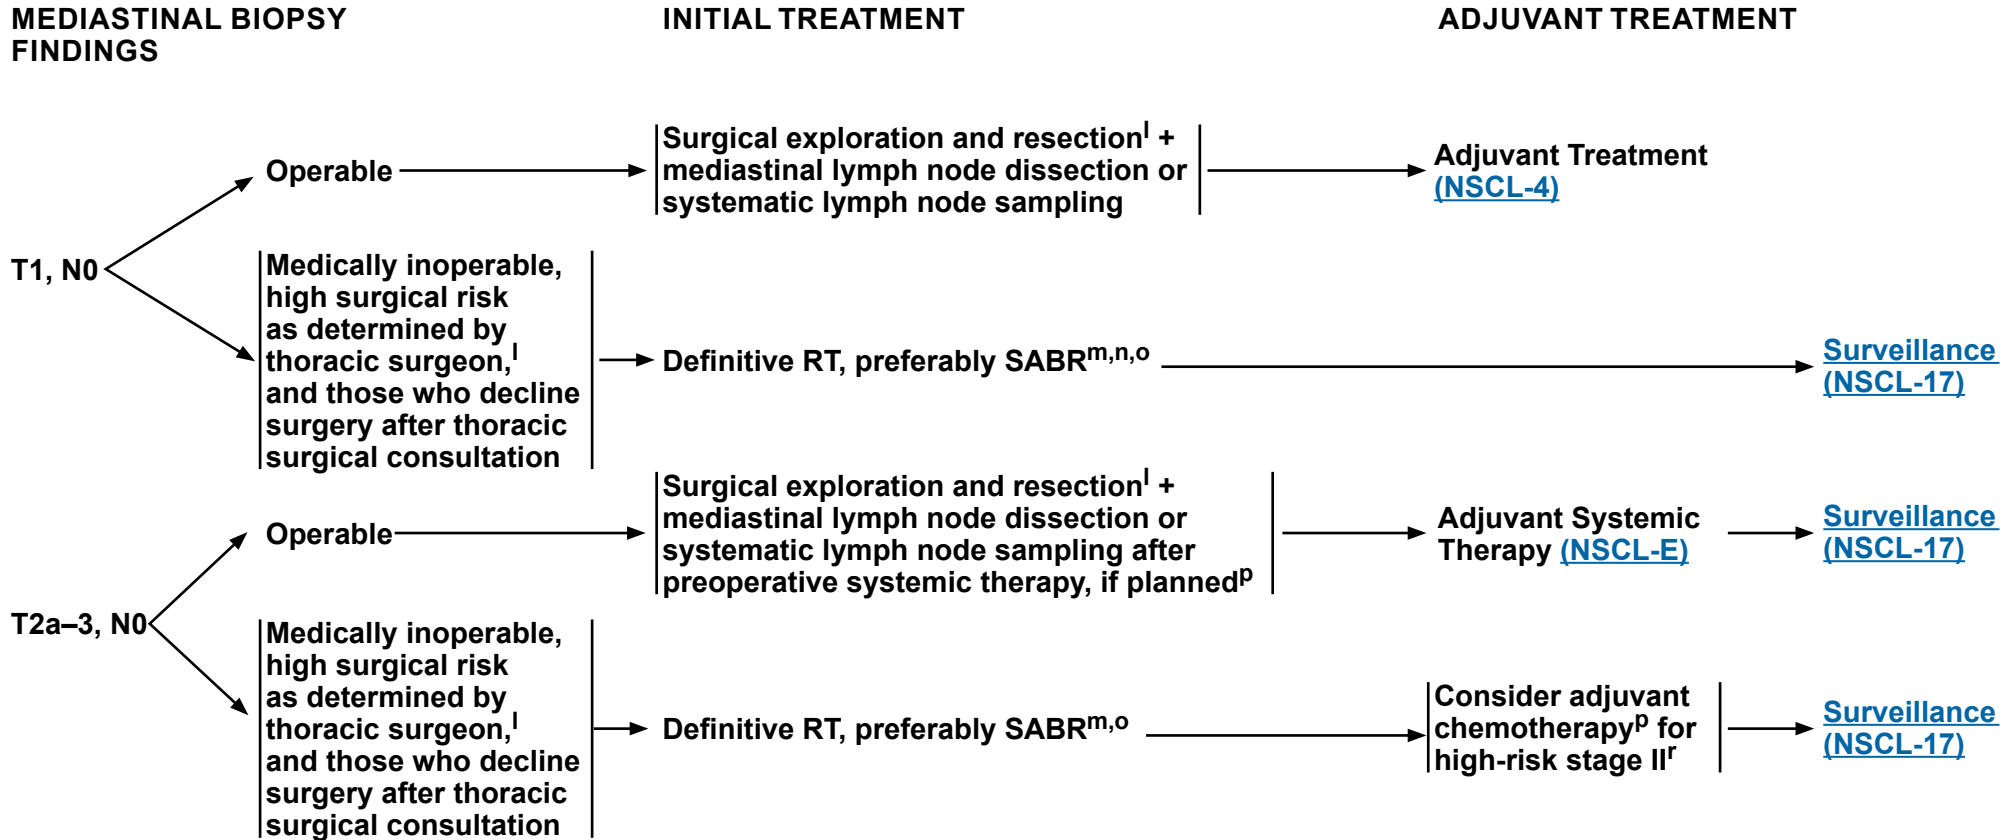 MEDIASTINAL BIOPSY
FINDINGS
INITIAL TREATMENT
ADJUVANT TREATMENT
T1, N0
Operable
Surgical exploration and resectionl +
mediastinal lymph node dissection or
systematic lymph node sampling
Adjuvant Treatment
(NSCL-4)
Medically inoperable,
high surgical risk
as determined by
thoracic surgeon,l
and those who decline
surgery after thoracic
surgical consultation
Definitive RT, preferably SABRm,n,o
Surveillance
(NSCL-17)
T2a–3, N0
Operable
Surgical exploration and resectionl +
mediastinal lymph node dissection or
systematic lymph node sampling after
preoperative systemic therapy, if plannedp
Adjuvant Systemic
Therapy (NSCL-E)
Surveillance
(NSCL-17)
Medically inoperable,
high surgical risk
as determined by
thoracic surgeon,l
and those who decline
surgery after thoracic
surgical consultation
Definitive RT, preferably SABRm,o
Consider adjuvant
chemotherapyp for
high-risk stage IIr
Surveillance
(NSCL-17)